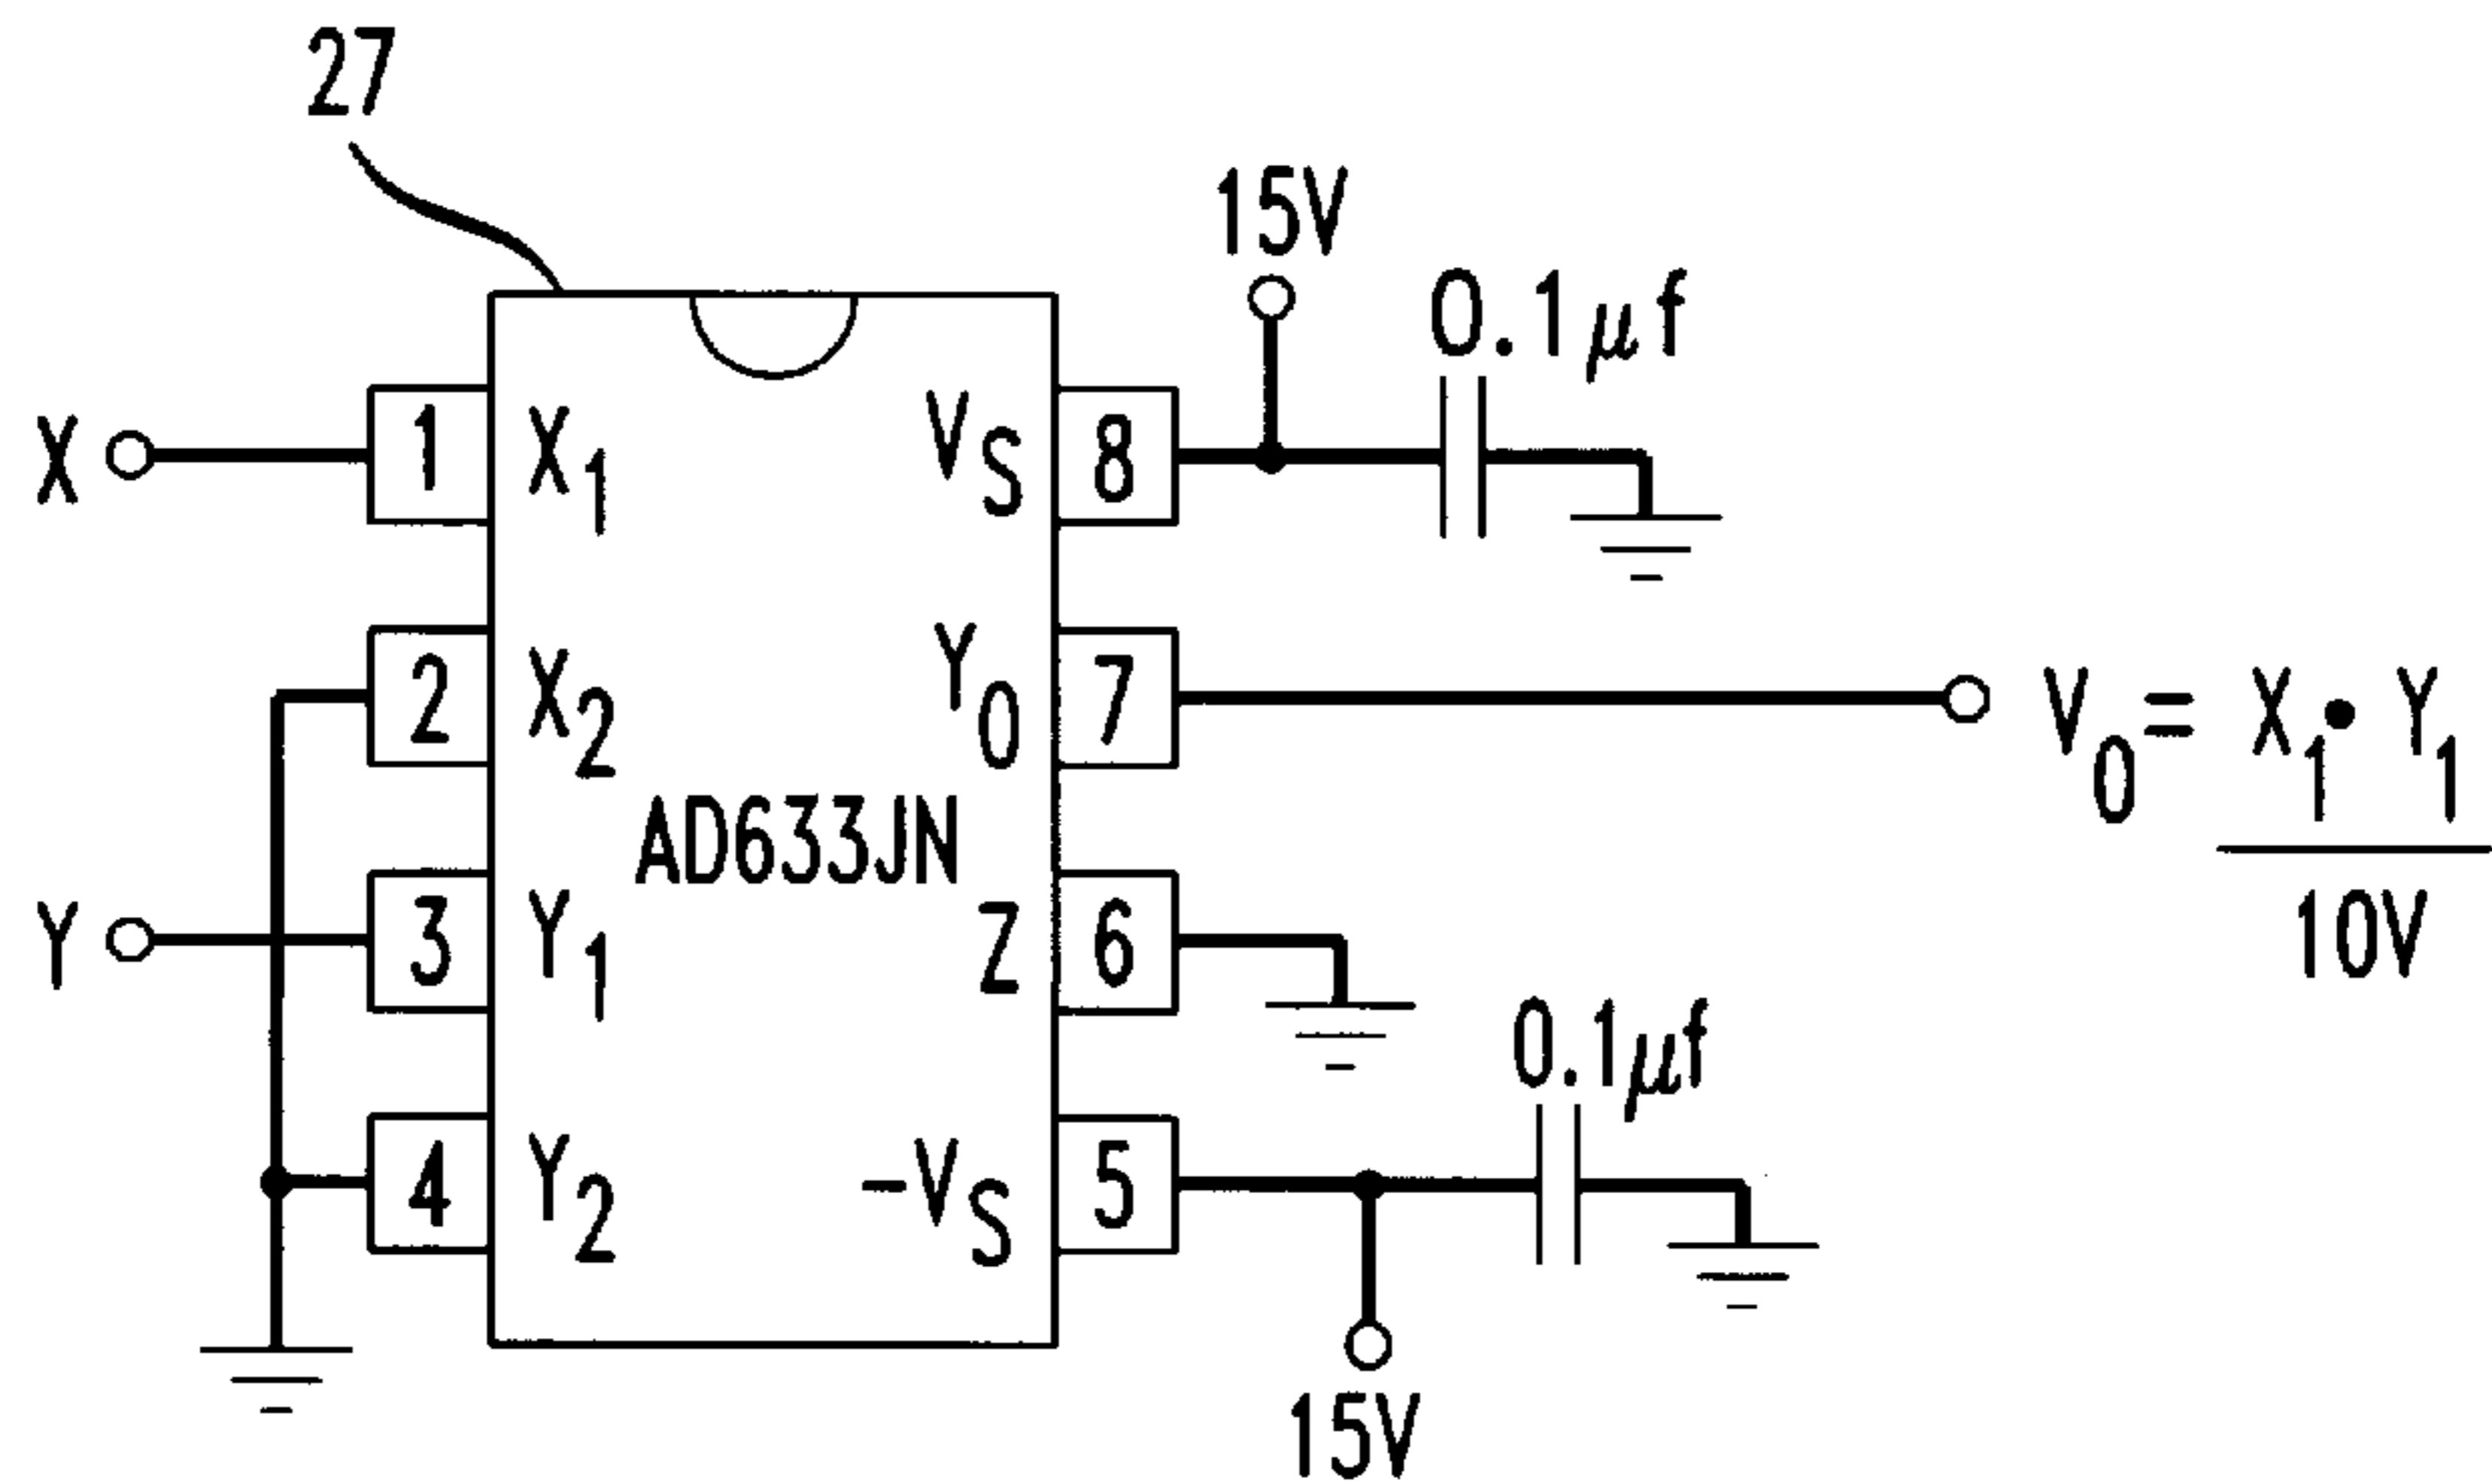 27
15V
0.1μf
X
1
X1
VS
8
2
X2
YO
7
V0= X1•Y1
10V
AD633JN
Y
3
Y1
Z
6
0.1μf
4
Y2
-VS
5
15V